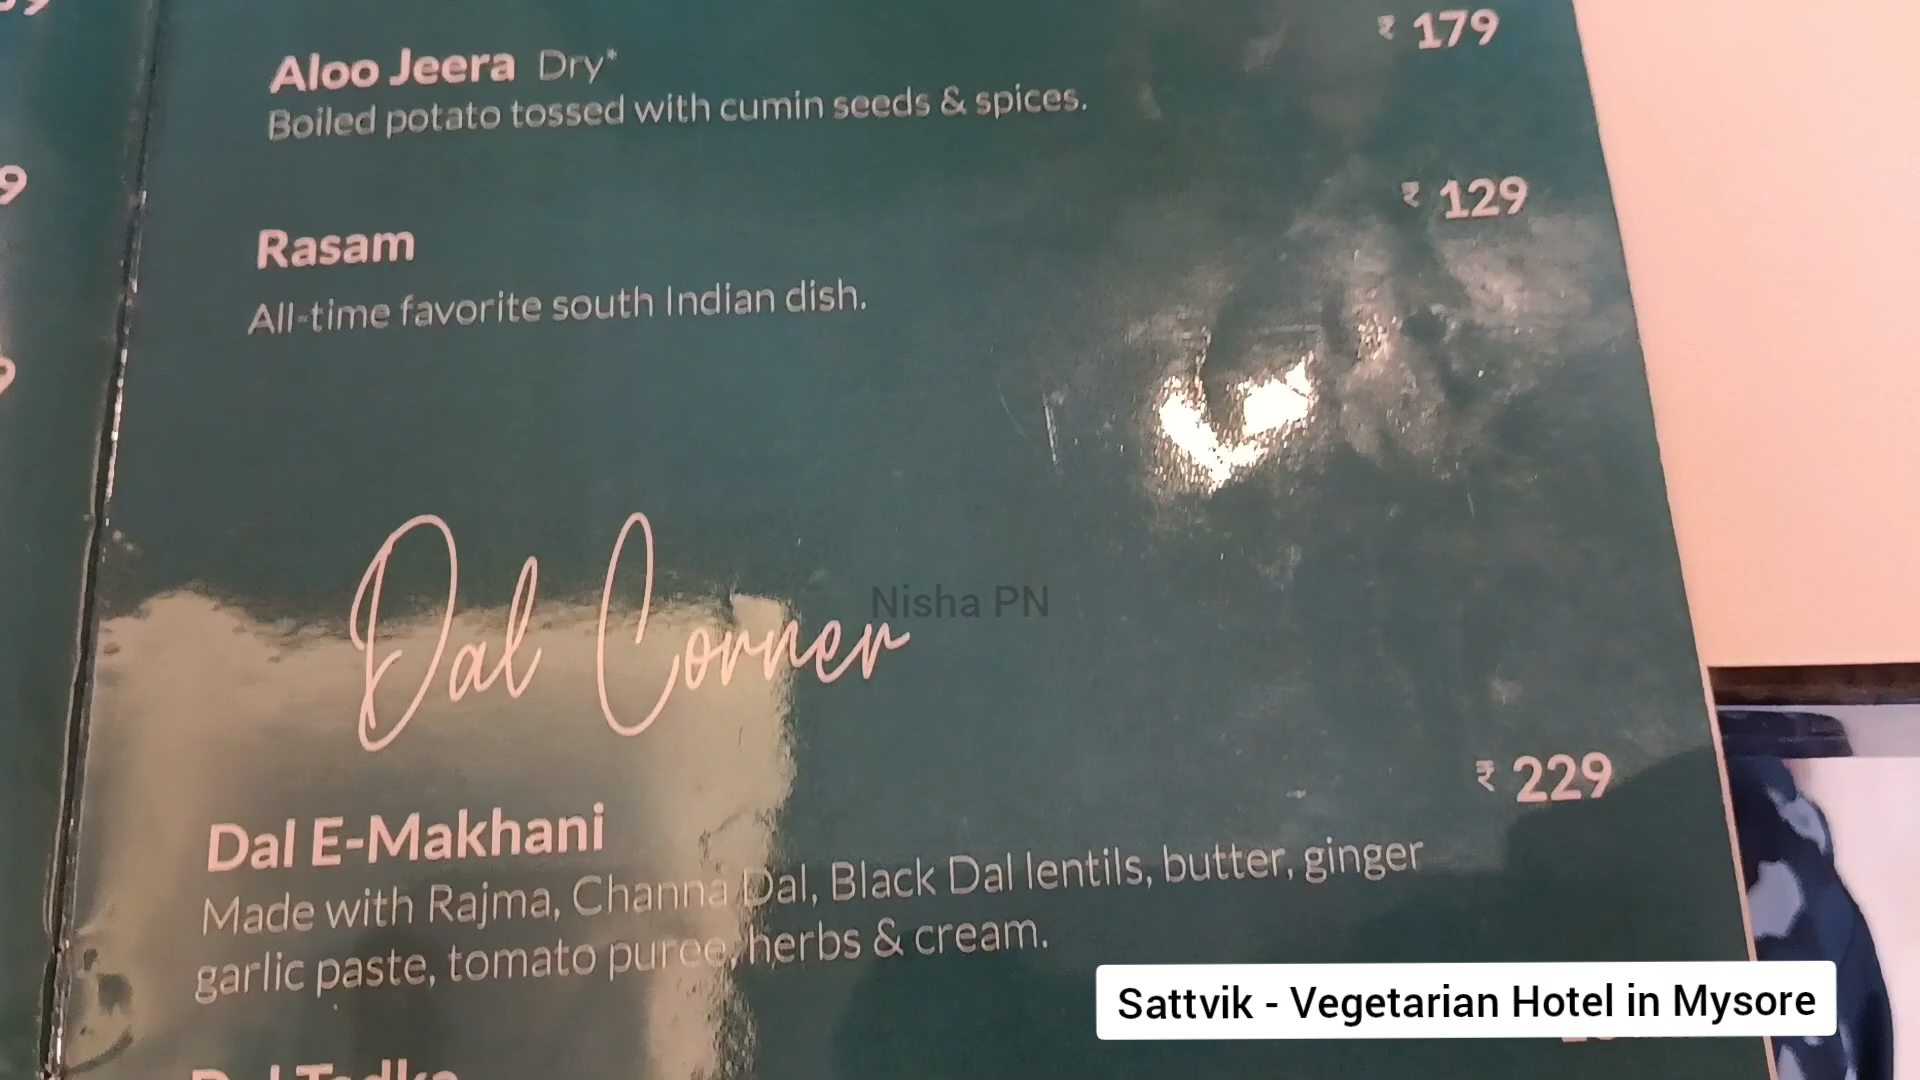 ₹ 179
Aloo Jeera Dry*
Boiled potato tossed with cumin seeds & spices.
₹ 129
Rasam
All-time favorite south Indian dish.
Nisha PN
Dal Corner
₹ 229
Dal E-Makhani
Made with Rajma, Channa Dal, Black Dal lentils, butter, ginger
garlic paste, tomato puree, herbs & cream.
Sattvik - Vegetarian Hotel in Mysore